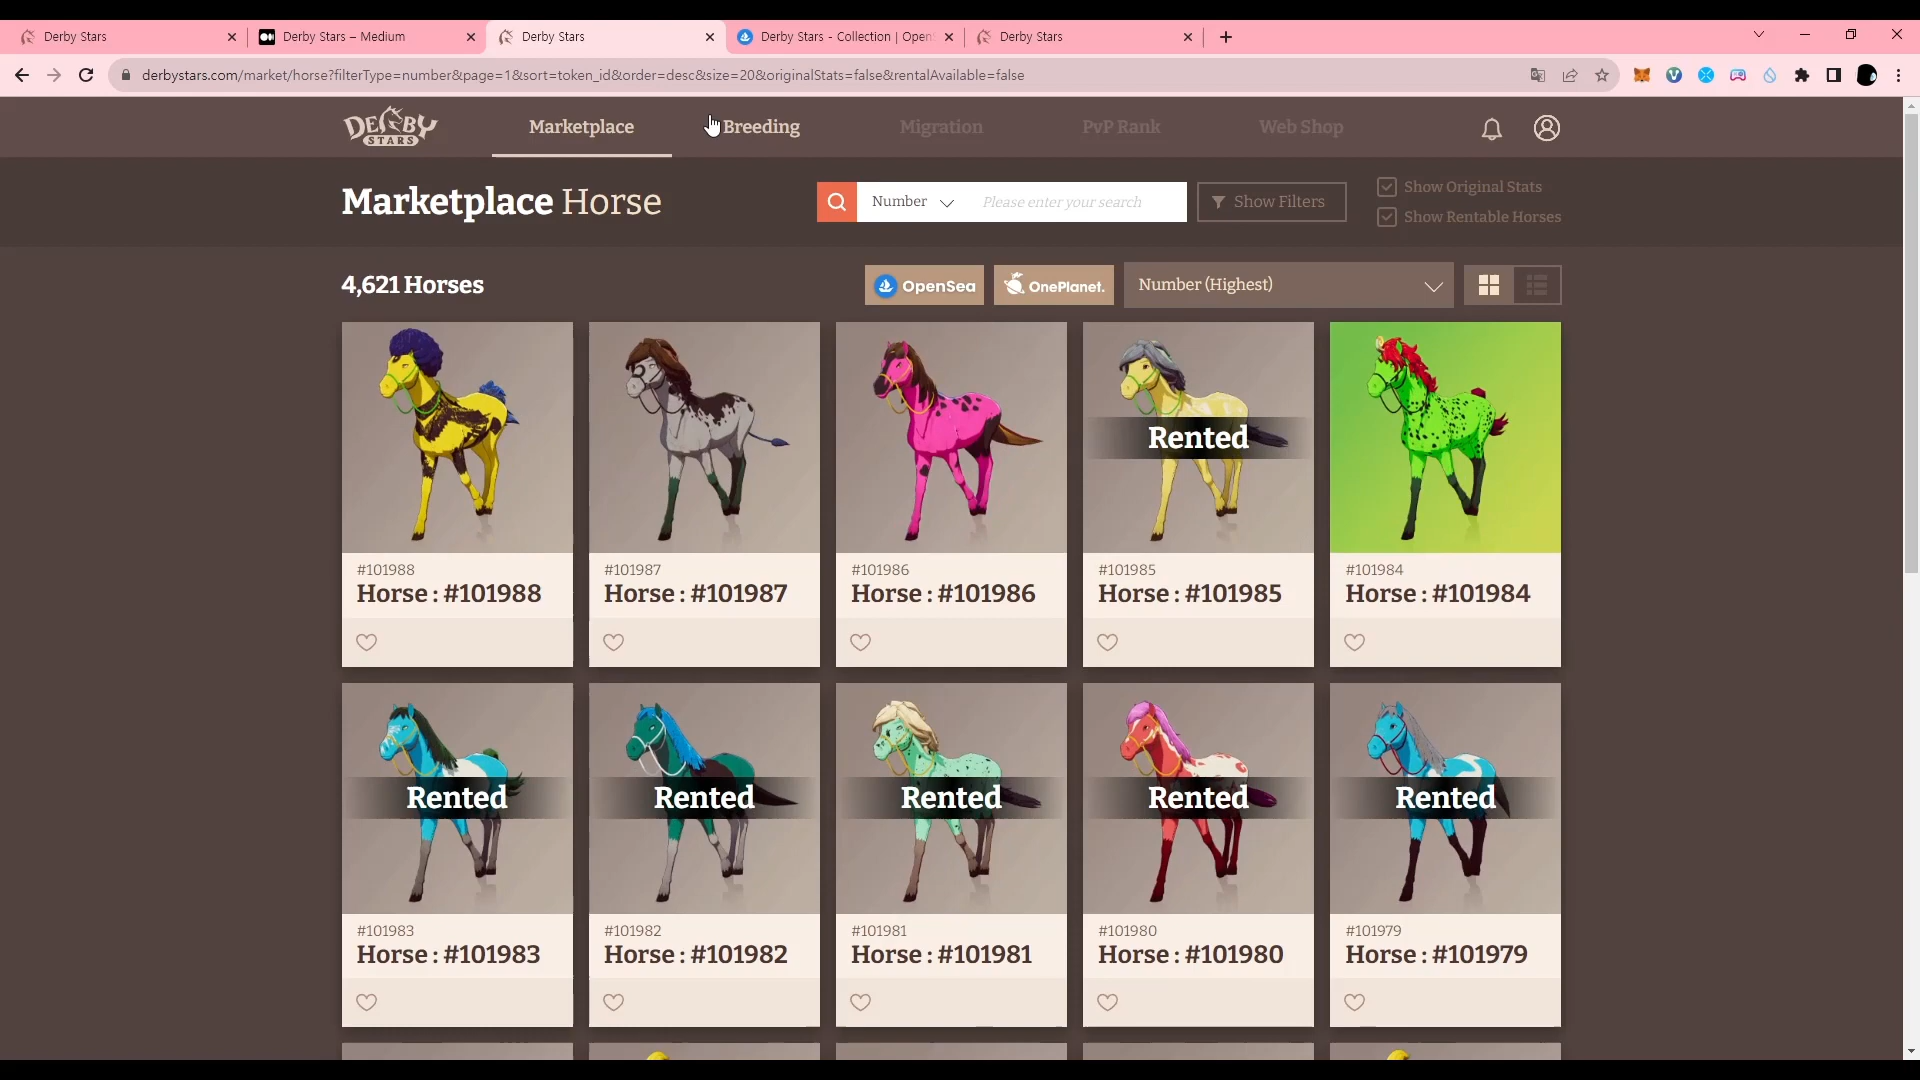 Derby Stars
Derby Stars – Medium
Derby Stars
Derby Stars - Collection | Open
Derby Stars
derbystars.com/market/horse?filterType=number&page=1&sort=token_id&order=desc&size=20&originalStats=false&rentalAvailable=false
DERBY STARS
Marketplace
Breeding
Migration
PvP Rank
Web Shop
Marketplace Horse
Number
Please enter your search
Show Filters
Show Original Stats
Show Rentable Horses
4,621 Horses
OpenSea
OnePlanet.
Number (Highest)
Rented
#101988
#101987
#101986
#101985
#101984
Horse : #101988
Horse : #101987
Horse : #101986
Horse : #101985
Horse : #101984
Rented
Rented
Rented
Rented
Rented
#101983
#101982
#101981
#101980
#101979
Horse : #101983
Horse : #101982
Horse : #101981
Horse : #101980
Horse : #101979